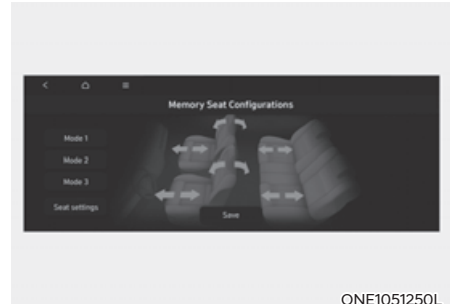 Memory Seat Configurations
Mode 1
Mode 2
Mode 3
Seat settings
Save
ONE1051250L